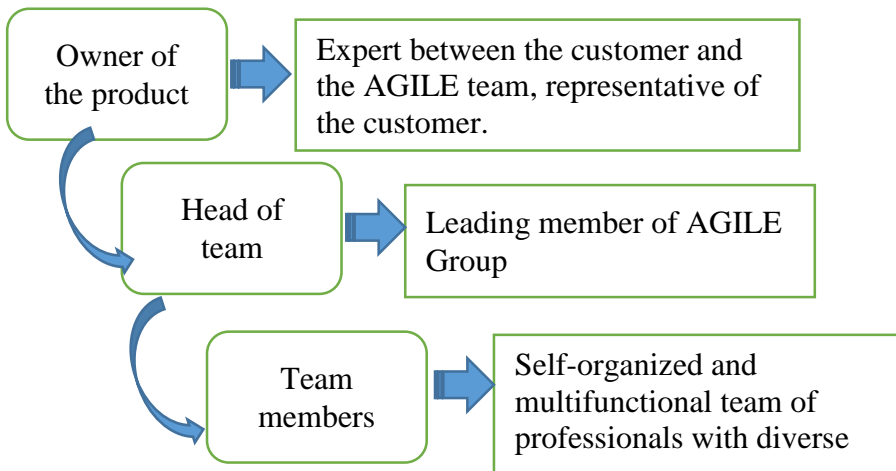 Owner of
the product
Expert between the customer and
the AGILE team, representative of
the customer.
Head of
team
Leading member of AGILE
Group
Team
members
Self-organized and
multifunctional team of
professionals with diverse